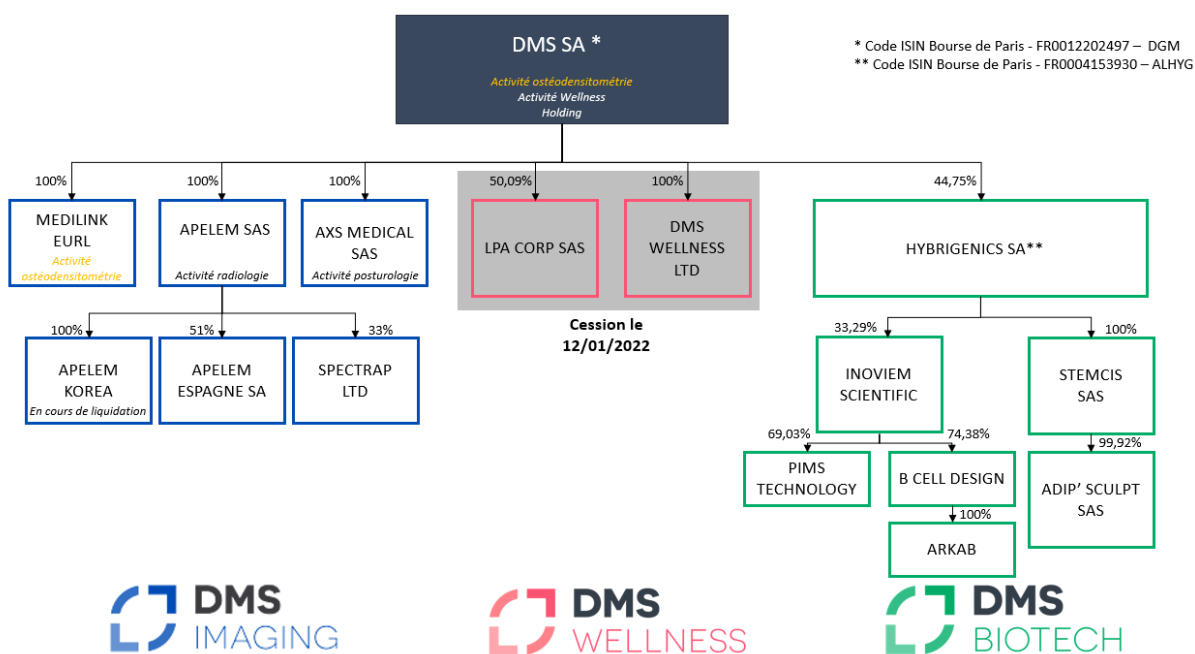 DMS SA *
Activité ostéodensitométrie
Activité Wellness
Holding
* Code ISIN Bourse de Paris - FR0012202497 – DGM
** Code ISIN Bourse de Paris - FR0004153930 – ALHYG
100%
100%
100%
50,09%
100%
44,75%
MEDILINK
EURL
Activité
ostéodensitométrie
APELEM SAS
Activité radiologie
AXS MEDICAL
SAS
Activité posturologie
LPA CORP SAS
DMS
WELLNESS
LTD
HYBRIGENICS SA**
Cession le
12/01/2022
100%
51%
33%
33,29%
100%
APELEM
KOREA
En cours de liquidation
APELEM
ESPAGNE SA
SPECTRAP
LTD
INOVIEM
SCIENTIFIC
STEMCIS
SAS
69,03%
74,38%
99,92%
PIMS
TECHNOLOGY
B CELL DESIGN
ADIP’ SCULPT
SAS
100%
ARKAB
DMS
IMAGING
DMS
WELLNESS
DMS
BIOTECH